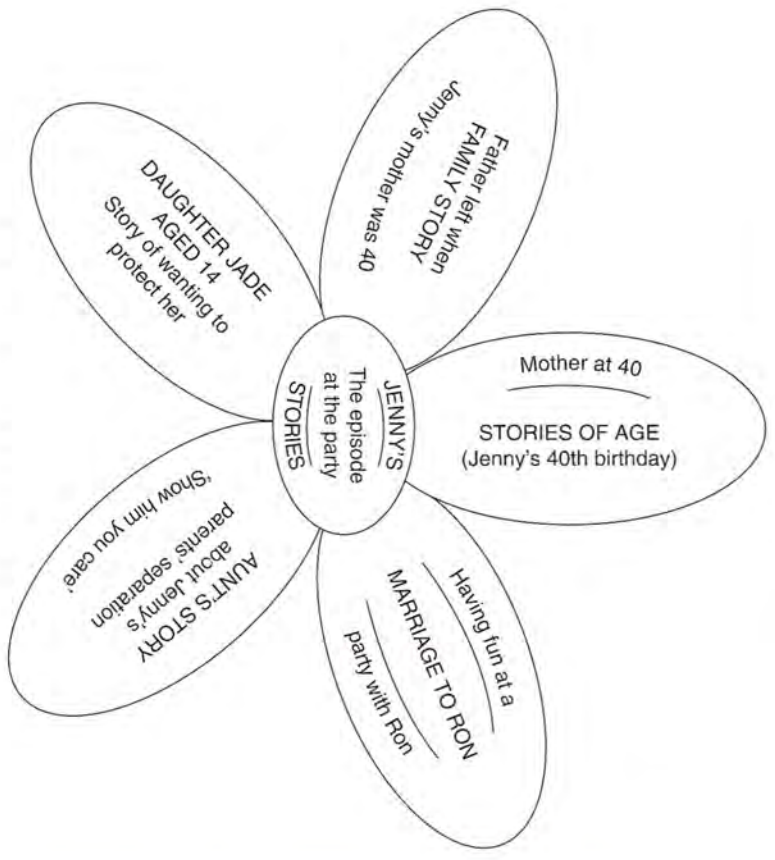 JENNY'S
The episode
at the party
STORIES
Father left when
FAMILY STORY
Jenny's mother was 40
Mother at 40
STORIES OF AGE
(Jenny's 40th birthday)
Having fun at a
MARRIAGE TO RON
party with Ron
AUNT'S STORY
about Jenny's
parents' separation
'Show him you care'
DAUGHTER JADE
AGED 14
Story of wanting to
protect her